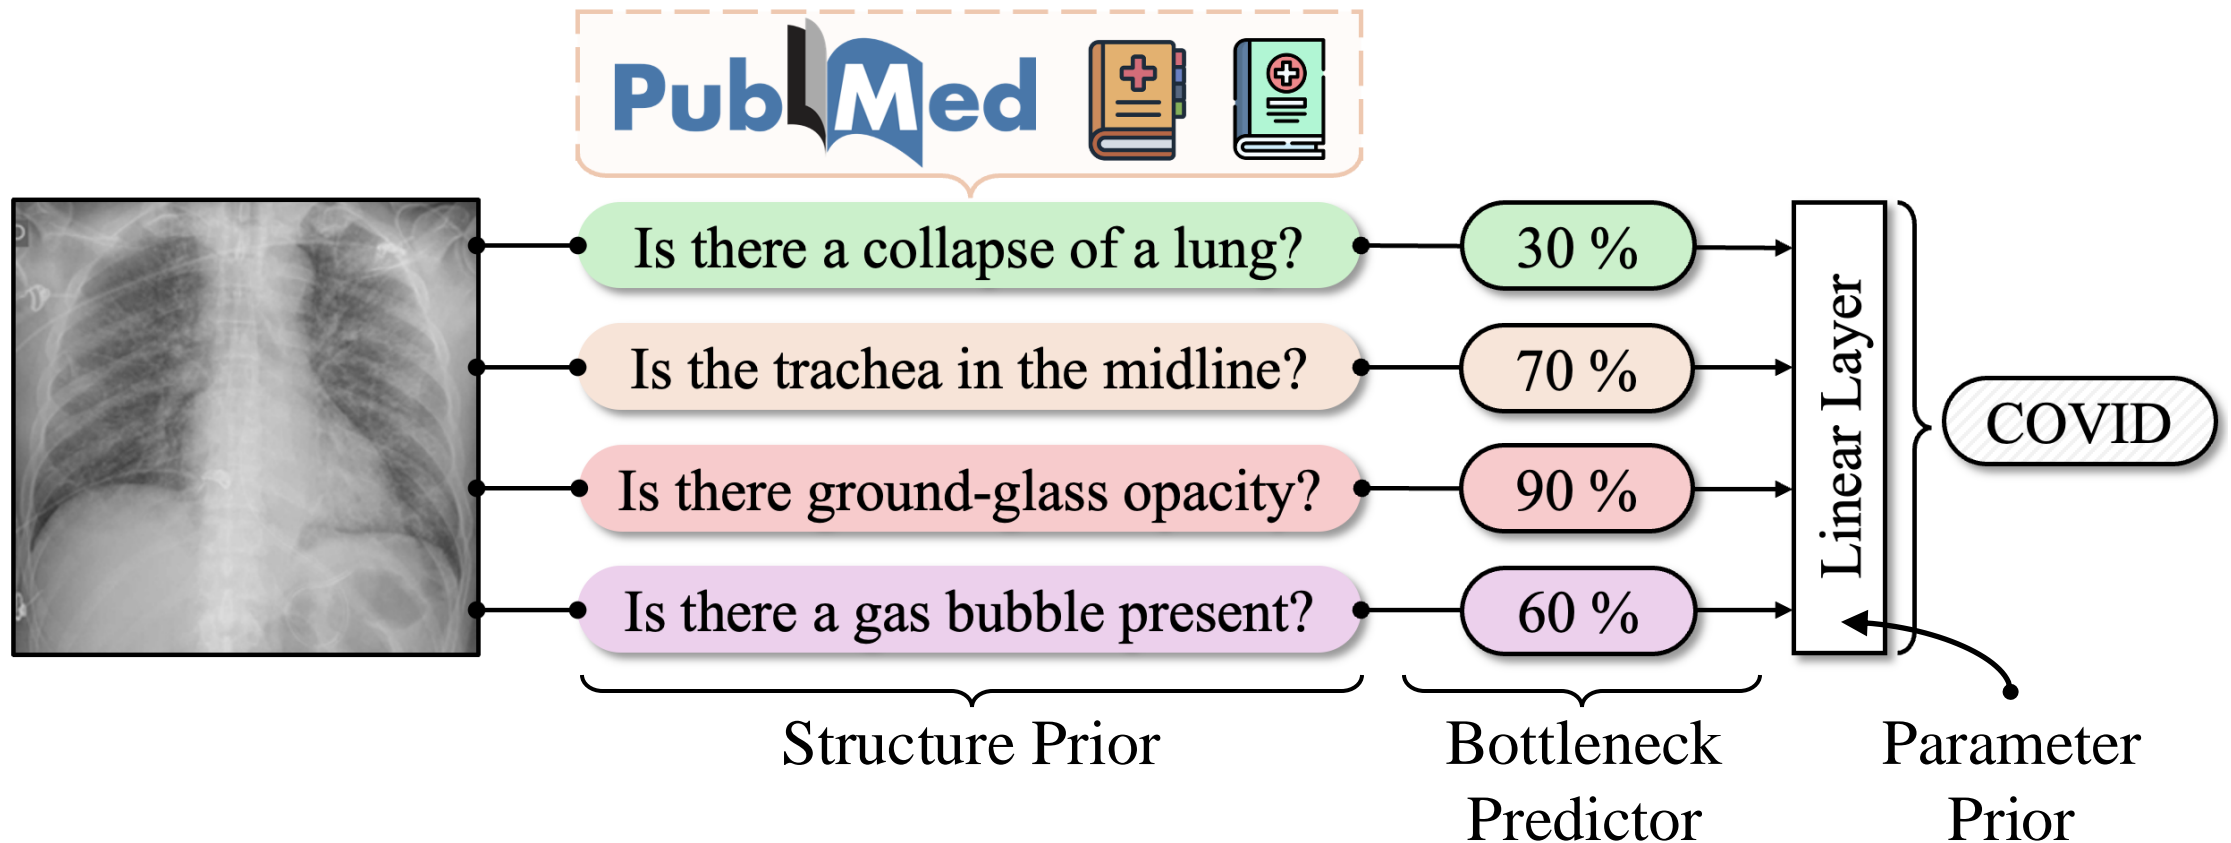 PubMed
Is there a collapse of a lung?
30 %
Is the trachea in the midline?
70 %
Is there ground-glass opacity?
90 %
Is there a gas bubble present?
60 %
Linear Layer
COVID
Structure Prior
Bottleneck
Predictor
Parameter
Prior